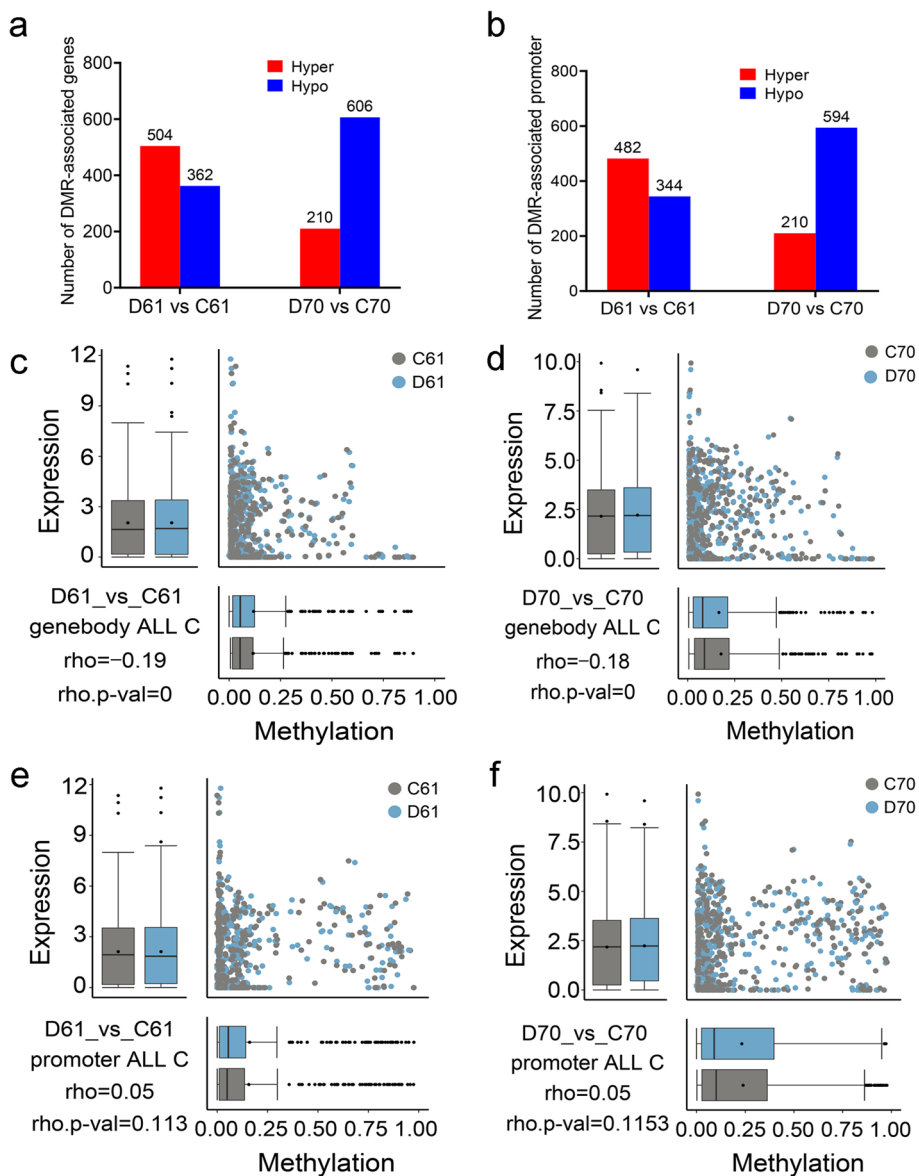 a
Number of DMR-associated genes
800
600
400
200
0
Hyper
Hypo
504
362
210
606
D61 vs C61
D70 vs C70
b
Number of DMR-associated promoter
800
600
400
200
0
Hyper
Hypo
482
344
210
594
D61 vs C61
D70 vs C70
c
Expression
12
9
6
3
0
C61
D61
D61_vs_C61
genebody ALL C
rho=−0.19
rho.p-val=0
0.00 0.25 0.50 0.75 1.00
Methylation
d
Expression
10.0
7.5
5.0
2.5
0.0
C70
D70
D70_vs_C70
genebody ALL C
rho=−0.18
rho.p-val=0
0.00 0.25 0.50 0.75 1.00
Methylation
e
Expression
12
9
6
3
0
C61
D61
D61_vs_C61
promoter ALL C
rho=0.05
rho.p-val=0.113
0.00 0.25 0.50 0.75 1.00
Methylation
f
Expression
10.0
7.5
5.0
2.5
0.0
C70
D70
D70_vs_C70
promoter ALL C
rho=0.05
rho.p-val=0.1153
0.00 0.25 0.50 0.75 1.00
Methylation